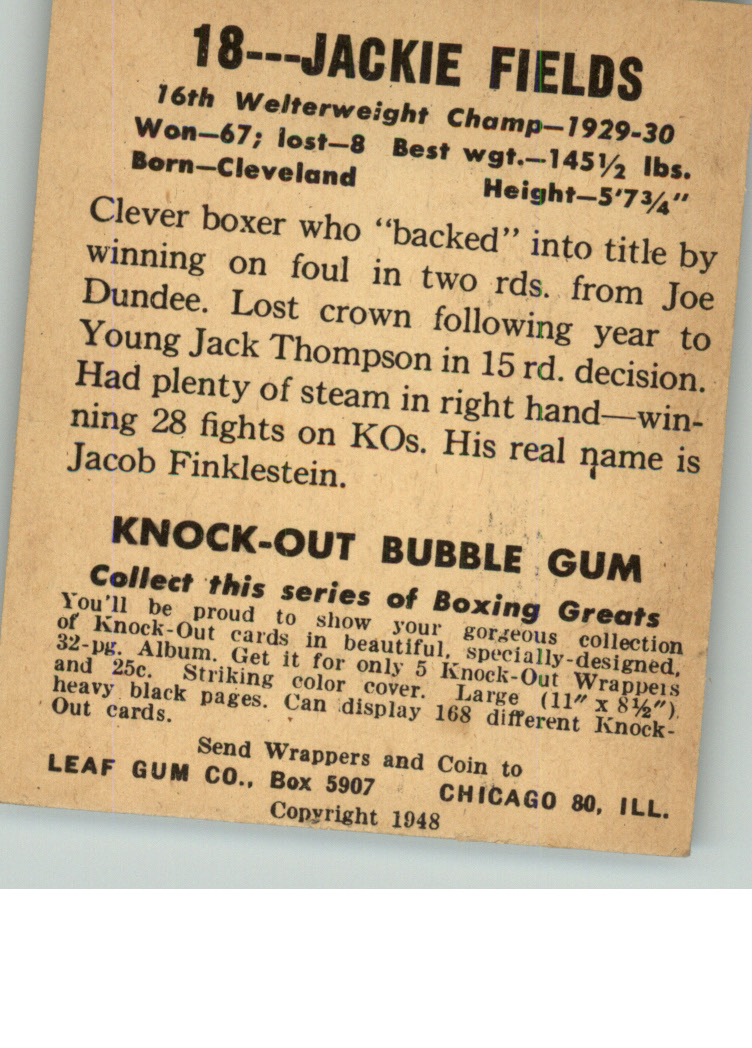 18---JACKIE FIELDS
16th Welterweight Champ—1929-30
Won—67; lost—8 Best wgt.—145½ lbs.
Born—Cleveland Height—5'7¾"
Clever boxer who "backed" into title by
winning on foul in two rds. from Joe
Dundee. Lost crown following year to
Young Jack Thompson in 15 rd. decision.
Had plenty of steam in right hand—win-
ning 28 fights on KOs. His real name is
Jacob Finklestein.
KNOCK-OUT BUBBLE GUM
Collect this series of Boxing Greats
You'll be proud to show your gorgeous collection
of Knock-Out cards in beautiful, specially-designed,
32-pg. Album. Get it for only 5 Knock-Out Wrappers
and 25c. Striking color cover. Large (11" x 8½")
heavy black pages. Can display 168 different Knock-
Out cards.
Send Wrappers and Coin to
LEAF GUM CO., Box 5907 CHICAGO 80, ILL.
Copyright 1948